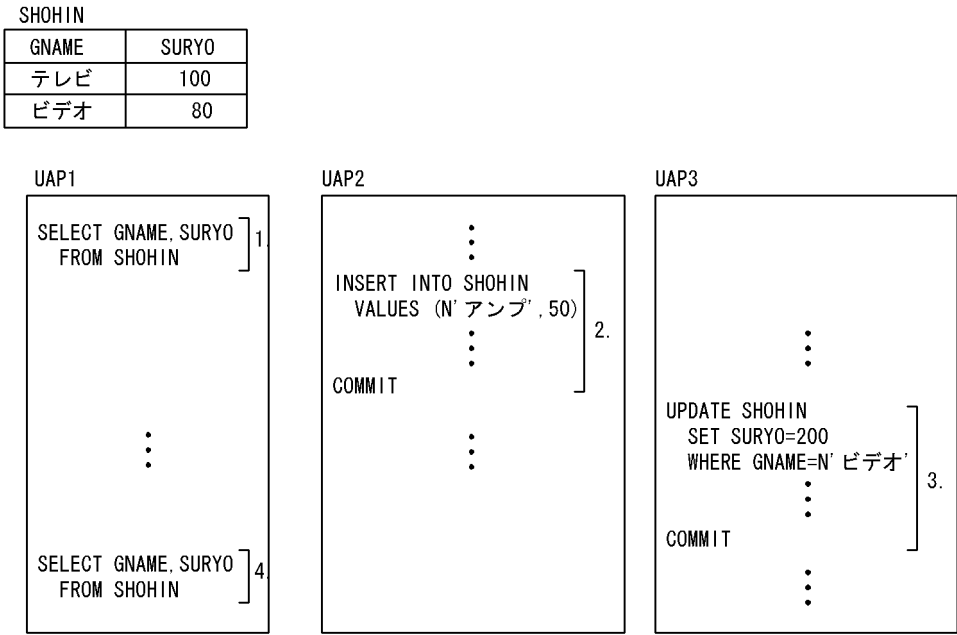 SHOHIN
GNAME SURYO
テレビ 100
ビデオ 80
UAP1
SELECT GNAME,SURYO
FROM SHOHIN
1.
SELECT GNAME,SURYO
FROM SHOHIN
4.
UAP2
INSERT INTO SHOHIN
VALUES (N'アンプ',50)
COMMIT
2.
UAP3
UPDATE SHOHIN
SET SURYO=200
WHERE GNAME=N'ビデオ'
COMMIT
3.